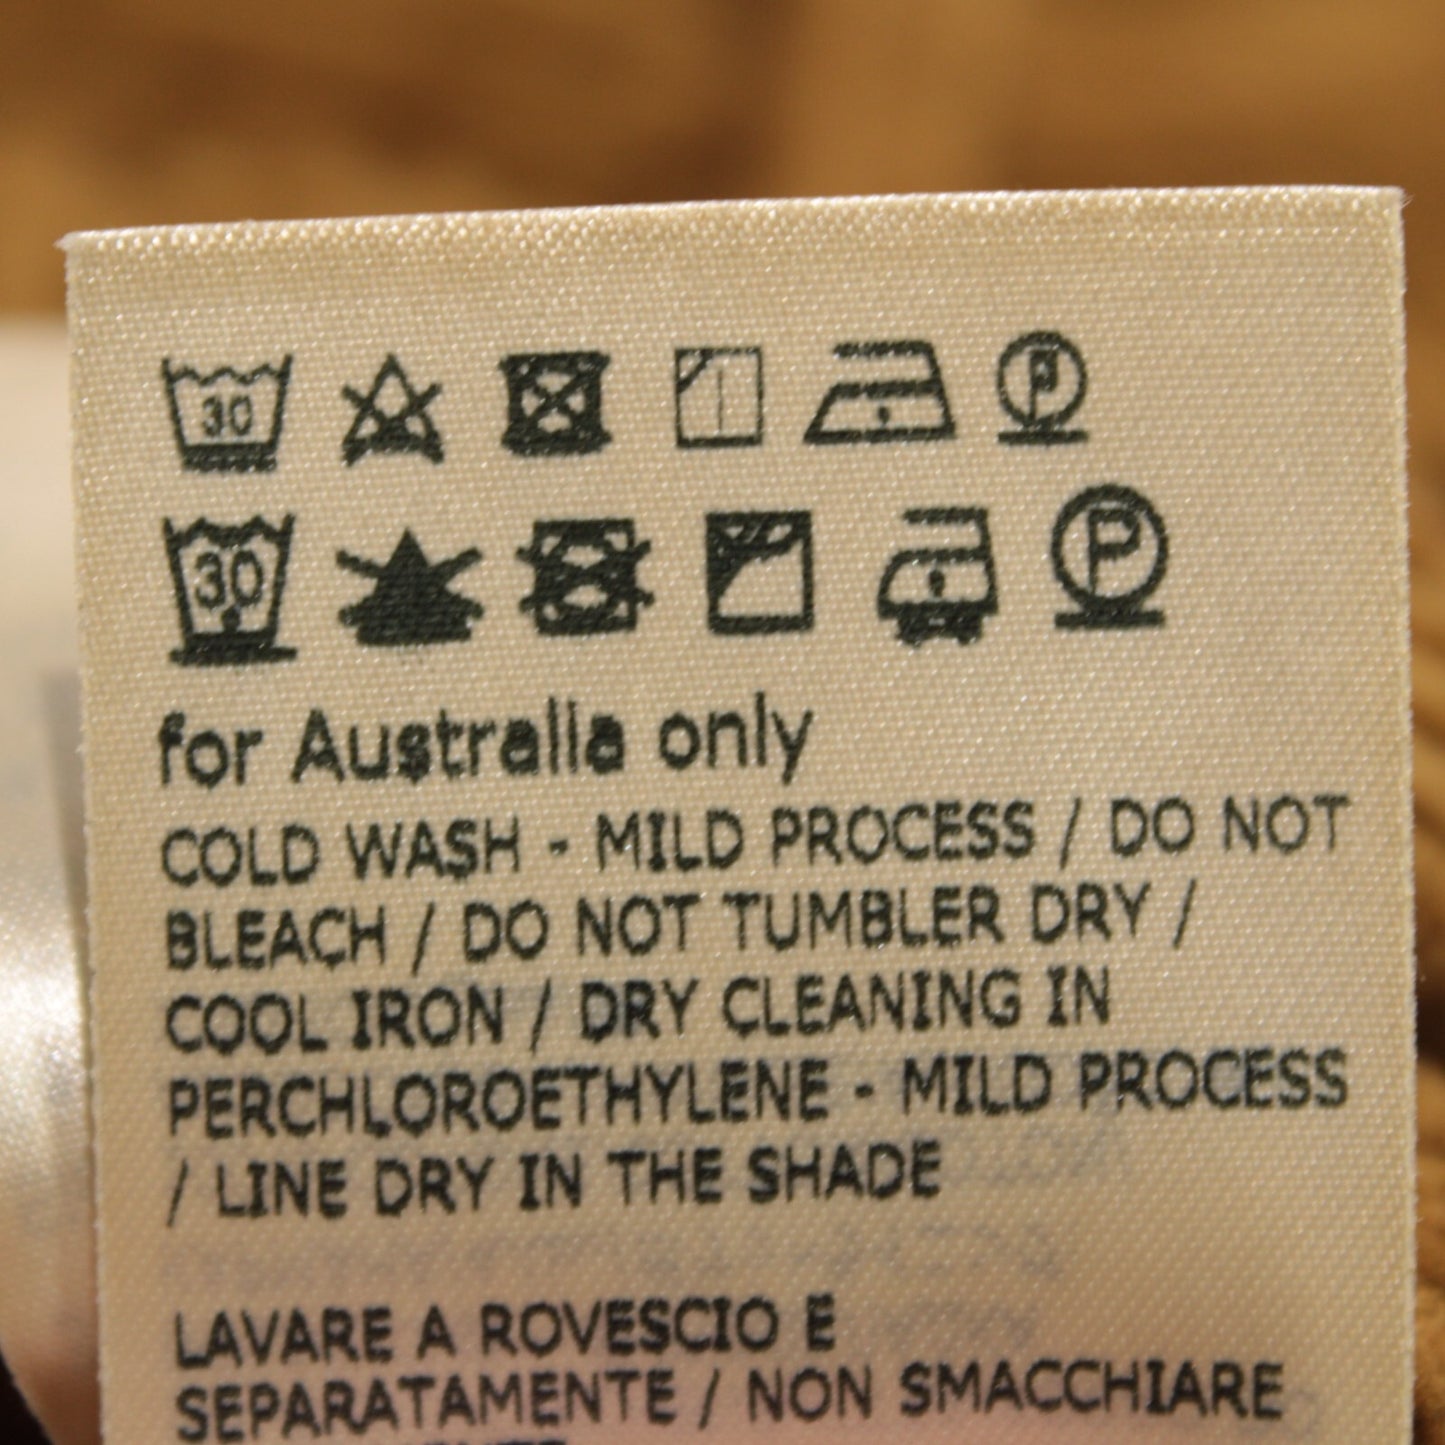 30 P
30 P
for Australia only
COLD WASH - MILD PROCESS / DO NOT
BLEACH / DO NOT TUMBLER DRY /
COOL IRON / DRY CLEANING IN
PERCHLOROETHYLENE - MILD PROCESS
/ LINE DRY IN THE SHADE
LAVARE A ROVESCIO E
SEPARATAMENTE / NON SMACCHIARE